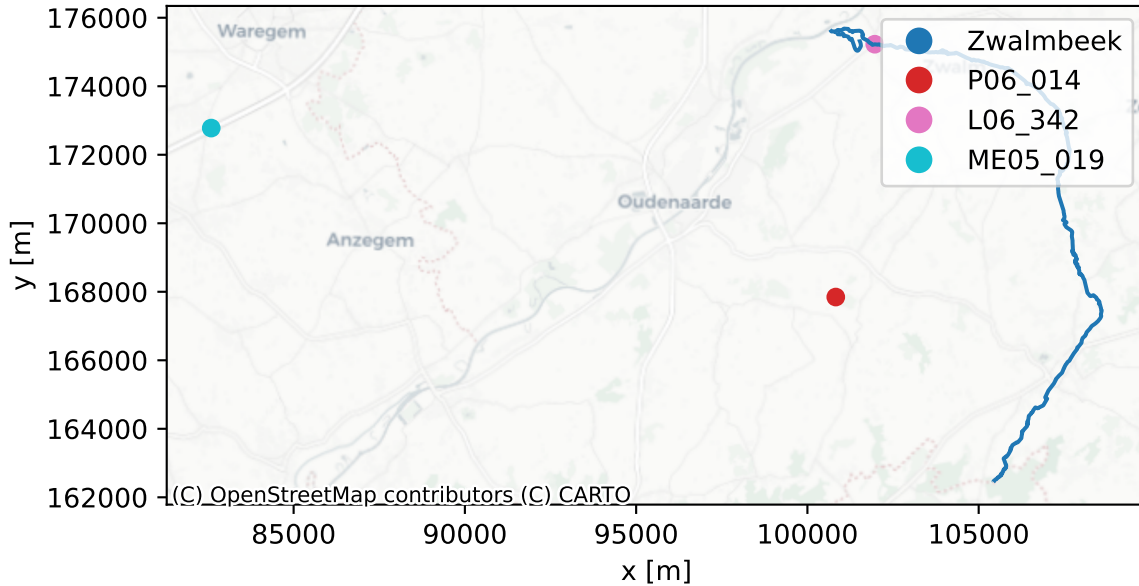 176000
174000
172000
170000
168000
166000
164000
162000
y [m]
Waregem
Anzegem
Oudenaarde
Zwalmbeek
P06_014
L06_342
ME05_019
(C) OpenStreetMap contributors (C) CARTO
85000
90000
95000
100000
105000
x [m]